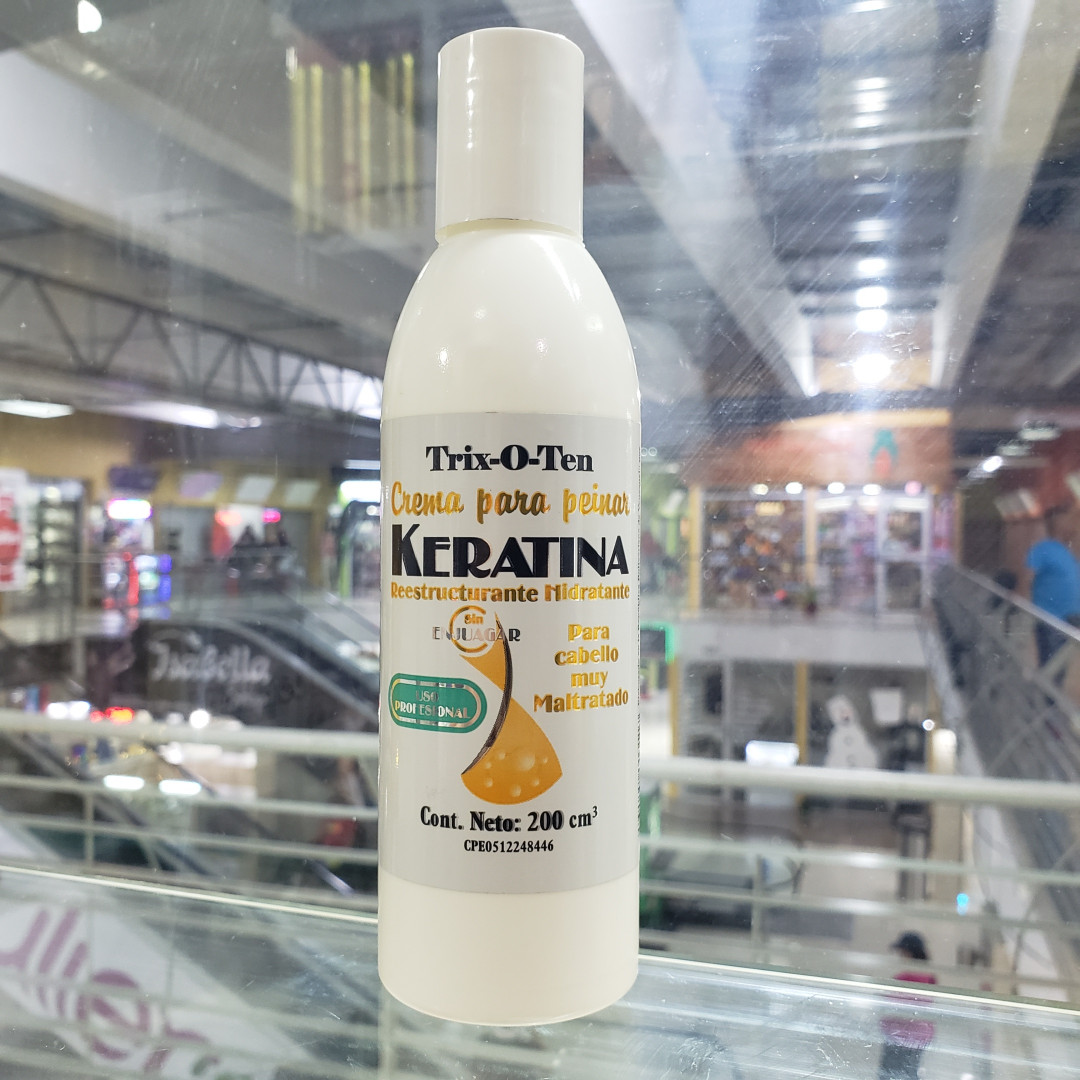 Trix-O-Ten
Crema para peinar
KERATINA
Reestructurante Hidratante
Sin
ENJUAGAR
Para
cabello
muy
Maltratado
USO
PROFESIONAL
Cont. Neto: 200 cm³
CPE0512248446
Isabella